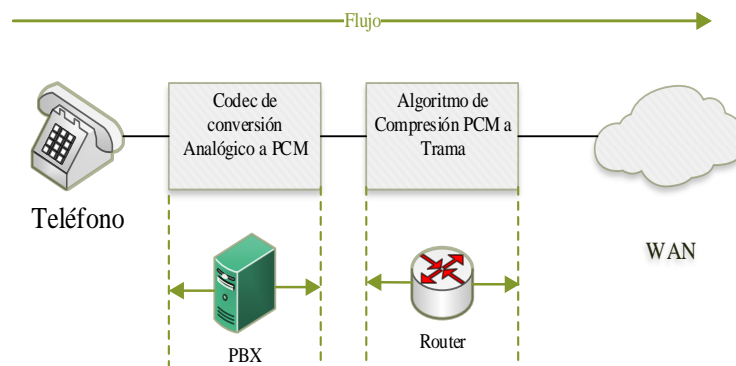 Flujo
Codec de
conversión
Analógico a PCM
Algoritmo de
Compresión PCM a
Trama
Teléfono
WAN
PBX
Router